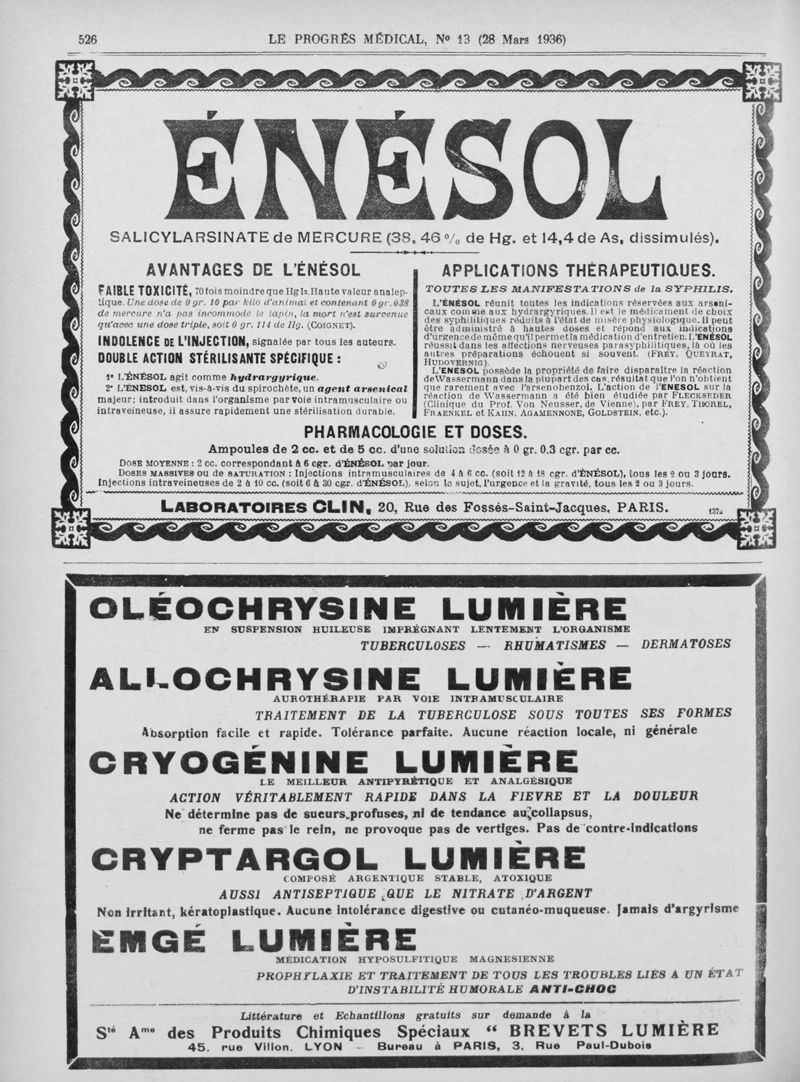 526
LE PROGRÈS MÉDICAL, Nº 13 (28 Mars 1936)
ÉNÉSOL
SALICYLARSINATE de MERCURE (38, 46 % de Hg. et 14,4 de As, dissimulés).
AVANTAGES DE L'ÉNÉSOL
FAIBLE TOXICITÉ, 70 fois moindre que HgI2. Haute valeur analep-
tique. Une dose de 0 gr. 10 par kilo d'animal et contenant 0 gr. 038
de mercure n'a pas incommodé le lapin, la mort n'est survenue
qu'avec une dose triple, soit 0 gr. 114 de Hg. (COIGNET).
INDOLENCE DE L'INJECTION, signalée par tous les auteurs.
DOUBLE ACTION STÉRILISANTE SPÉCIFIQUE :
1º L'ÉNÉSOL agit comme hydrargyrique.
2º L'ÉNÉSOL est, vis-à-vis du spirochète, un agent arsenical
majeur; introduit dans l'organisme par voie intramusculaire ou
intraveineuse, il assure rapidement une stérilisation durable.
APPLICATIONS THÉRAPEUTIQUES.
TOUTES LES MANIFESTATIONS de la SYPHILIS.
L'ÉNÉSOL réunit toutes les indications réservées aux arseni-
caux comme aux hydrargyriques. Il est le médicament de choix
des syphilitiques réduits à l'état de misère physiologique. Il peut
être administré à hautes doses et répond aux indications
d'urgence de même qu'il permet la médication d'entretien. L'ÉNÉSOL
réussit dans les affections nerveuses parasyphilitiques, là où les
autres préparations échouent si souvent. (FREY, QUEYRAT,
HUDOVERNIG).
L'ÉNÉSOL possède la propriété de faire disparaître la réaction
de Wassermann dans la plupart des cas, résultat que l'on n'obtient
que rarement avec l'arsenobenzol. L'action de l'ENESOL sur la
réaction de Wassermann a été bien étudiée par FLECKSEDER
(Clinique du Prof. Von Neusser, de Vienne), par FREY, THOREL,
FRAENKEL et KAHN, AGAMENNONE, GOLDSTEIN, etc.).
PHARMACOLOGIE ET DOSES.
Ampoules de 2 cc. et de 5 cc. d'une solution dosée à 0 gr. 0.3 cgr. par cc.
DOSE MOYENNE : 2 cc. correspondant à 6 cgr. d'ÉNÉSOL par jour.
DOSES MASSIVES OU DE SATURATION : Injections intramusculaires de 4 à 6 cc. (soit 12 à 18 cgr. d'ÉNÉSOL), tous les 2 ou 3 jours.
Injections intraveineuses de 2 à 10 cc. (soit 6 à 30 cgr. d'ÉNÉSOL), selon le sujet, l'urgence et la gravité, tous les 2 ou 3 jours.
LABORATOIRES CLIN, 20, Rue des Fossés-Saint-Jacques, PARIS.
OLÉOCHRYSINE LUMIÈRE
EN SUSPENSION HUILEUSE IMPRÉGNANT LENTEMENT L'ORGANISME
TUBERCULOSES — RHUMATISMES — DERMATOSES
ALLOCHRYSINE LUMIÈRE
AUROTHÉRAPIE PAR VOIE INTRAMUSCULAIRE
TRAITEMENT DE LA TUBERCULOSE SOUS TOUTES SES FORMES
Absorption facile et rapide. Tolérance parfaite. Aucune réaction locale, ni générale
CRYOGÉNINE LUMIÈRE
LE MEILLEUR ANTIPYRÉTIQUE ET ANALGÉSIQUE
ACTION VÉRITABLEMENT RAPIDE DANS LA FIEVRE ET LA DOULEUR
Ne détermine pas de sueurs profuses, ni de tendance au collapsus,
ne ferme pas le rein, ne provoque pas de vertiges. Pas de contre-indications
CRYPTARGOL LUMIÈRE
COMPOSÉ ARGENTIQUE STABLE, ATOXIQUE
AUSSI ANTISEPTIQUE QUE LE NITRATE D'ARGENT
Non irritant, kératoplastique. Aucune intolérance digestive ou cutanéo-muqueuse. Jamais d'argyrisme
EMGÉ LUMIÈRE
MÉDICATION HYPOSULFITIQUE MAGNESIENNE
PROPHYLAXIE ET TRAITEMENT DE TOUS LES TROUBLES LIÉS A UN ÉTAT
D'INSTABILITÉ HUMORALE ANTI-CHOC
Littérature et Echantillons gratuits sur demande à la
Sté Ame des Produits Chimiques Spéciaux “ BREVETS LUMIÈRE
45, rue Villon, LYON - Bureau à PARIS, 3, Rue Paul-Dubois